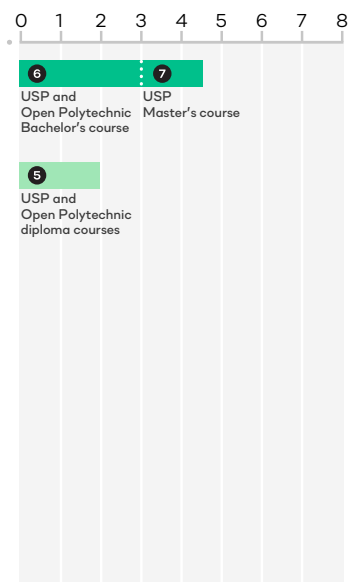 0 1 2 3 4 5 6 7 8
6 7
USP and
Open Polytechnic
Bachelor's course
USP
Master's course
5
USP and
Open Polytechnic
diploma courses